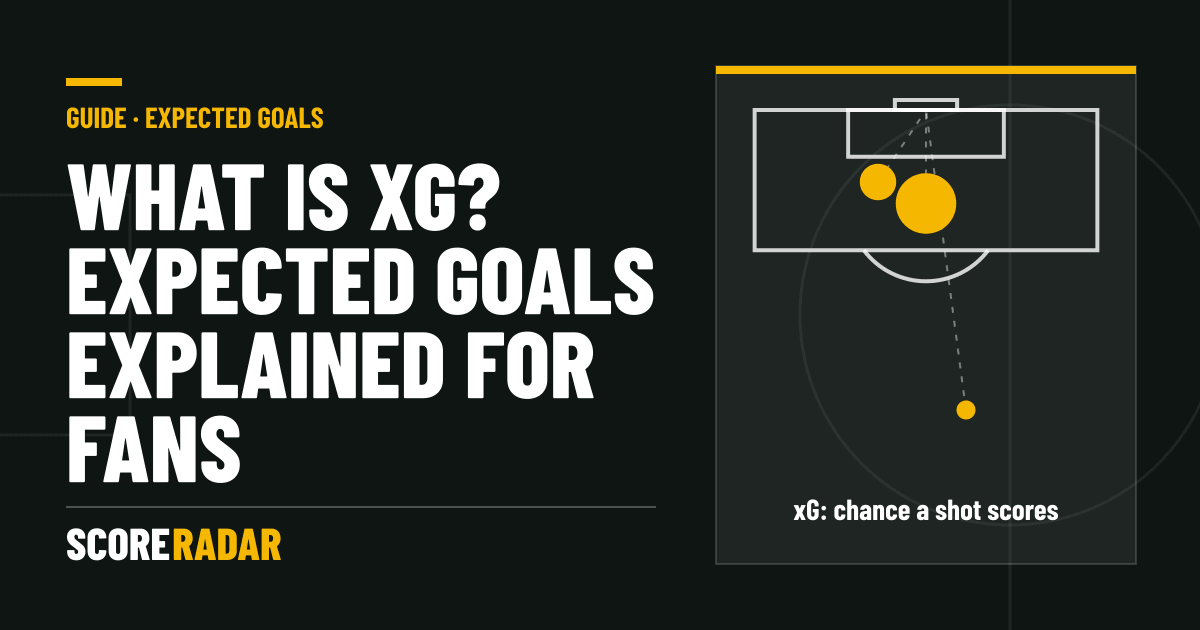 GUIDE · EXPECTED GOALS
WHAT IS XG?
EXPECTED GOALS
EXPLAINED FOR
FANS
SCORERADAR
xG: chance a shot scores